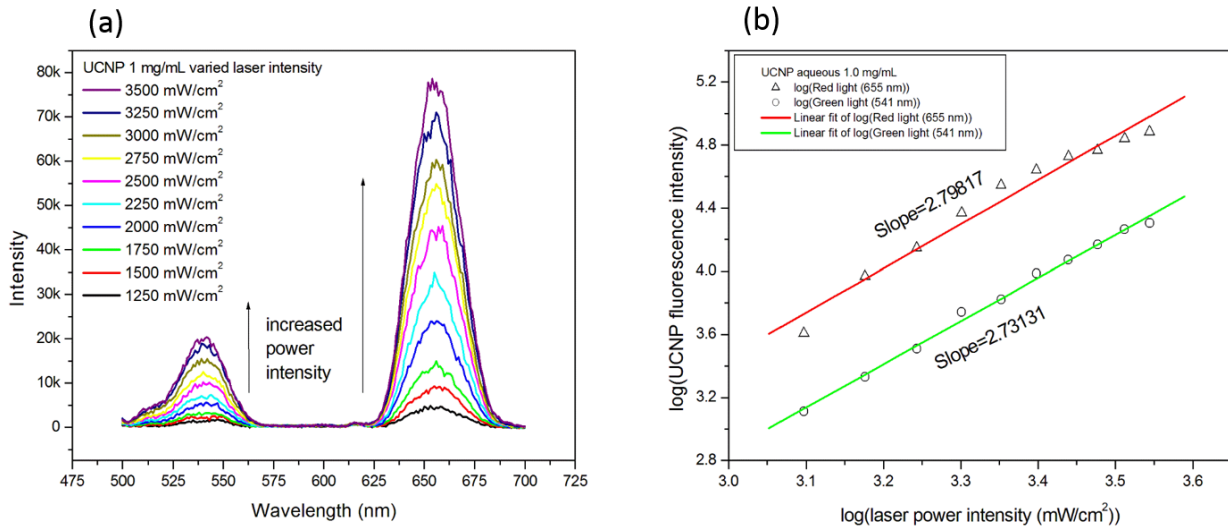 (a)
UCNP 1 mg/mL varied laser intensity
3500 mW/cm²
3250 mW/cm²
3000 mW/cm²
2750 mW/cm²
2500 mW/cm²
2250 mW/cm²
2000 mW/cm²
1750 mW/cm²
1500 mW/cm²
1250 mW/cm²
increased
power
intensity
Intensity
80k
70k
60k
50k
40k
30k
20k
10k
0
475 500 525 550 575 600 625 650 675 700 725
Wavelength (nm)
(b)
UCNP aqueous 1.0 mg/mL
log(Red light (655 nm))
log(Green light (541 nm))
Linear fit of log(Red light (655 nm))
Linear fit of log(Green light (541 nm))
Slope=2.79817
Slope=2.73131
log(UCNP fluorescence intensity)
5.2
4.8
4.4
4.0
3.6
3.2
2.8
3.0 3.1 3.2 3.3 3.4 3.5 3.6
log(laser power intensity (mW/cm²))